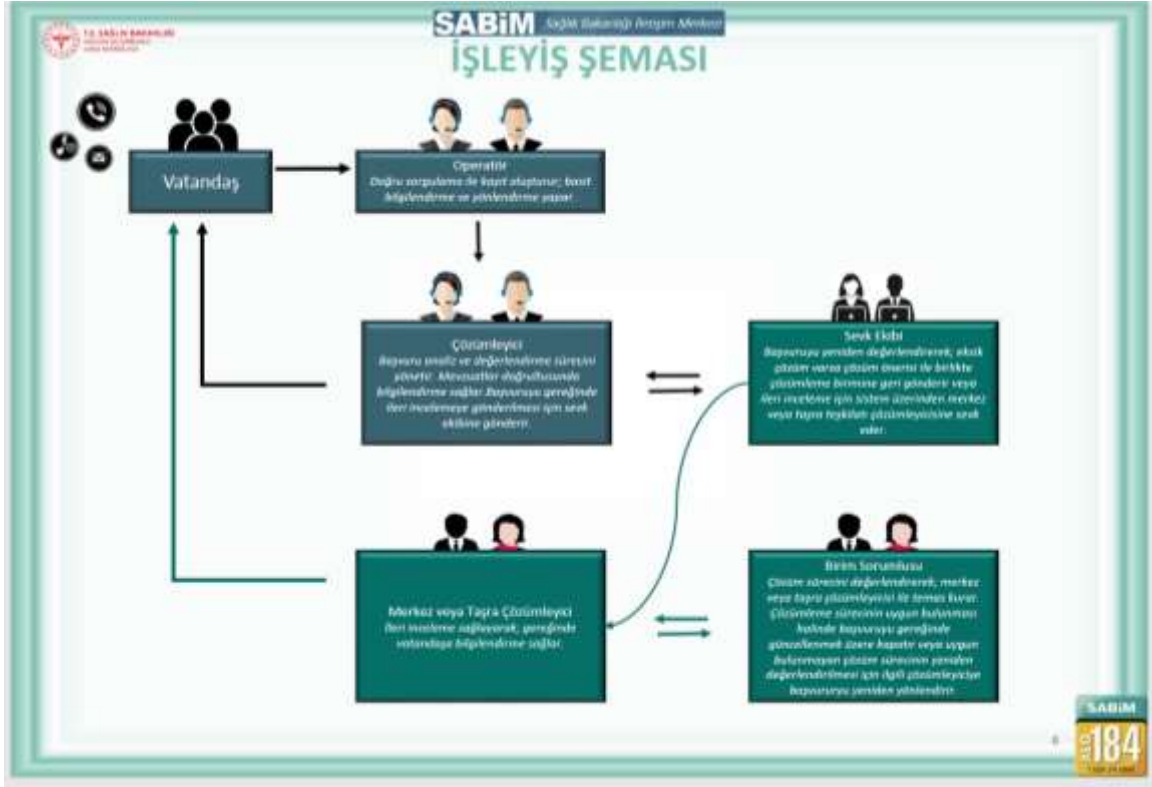 T.C. SAĞLIK BAKANLIĞI
SABİM Sağlık Bakanlığı İletişim Merkezi
İŞLEYİŞ ŞEMASI
Vatandaş
Operatör
Doğru sorgulama ile kayıt oluşturur; basit
bilgilendirme ve yönlendirme yapar.
Çözümleyici
Başvuru analiz ve değerlendirme süresini
yönetir. Mevzuatlar doğrultusunda
bilgilendirme sağlar. Başvuruyu gereğinde
ileri incelemeye gönderilmesi için sevk
ekibine gönderir.
Sevk Ekibi
Başvuruyu yeniden değerlendirerek, eksik
çözüm varsa çözüm önerisi ile birlikte
çözümleme birimine geri gönderir veya
ileri inceleme için sistem üzerinden merkez
veya taşra teşkilatı çözümleyicisine sevk
eder.
Merkez veya Taşra Çözümleyici
İleri inceleme sağlayarak, gereğinde
vatandaşa bilgilendirme sağlar.
Birim Sorumlusu
Çözüm süresini değerlendirerek, merkez
veya taşra çözümleyicisi ile temas kurar.
Çözümleme sürecinin uygun bulunması
halinde başvuruyu gereğinde
güncellenmek üzere kapatır veya uygun
bulunmayan çözüm sürecinin yeniden
değerlendirilmesi için ilgili çözümleyiciye
başvururyu yeniden yönlendirir.
6
SABİM
ALO 184